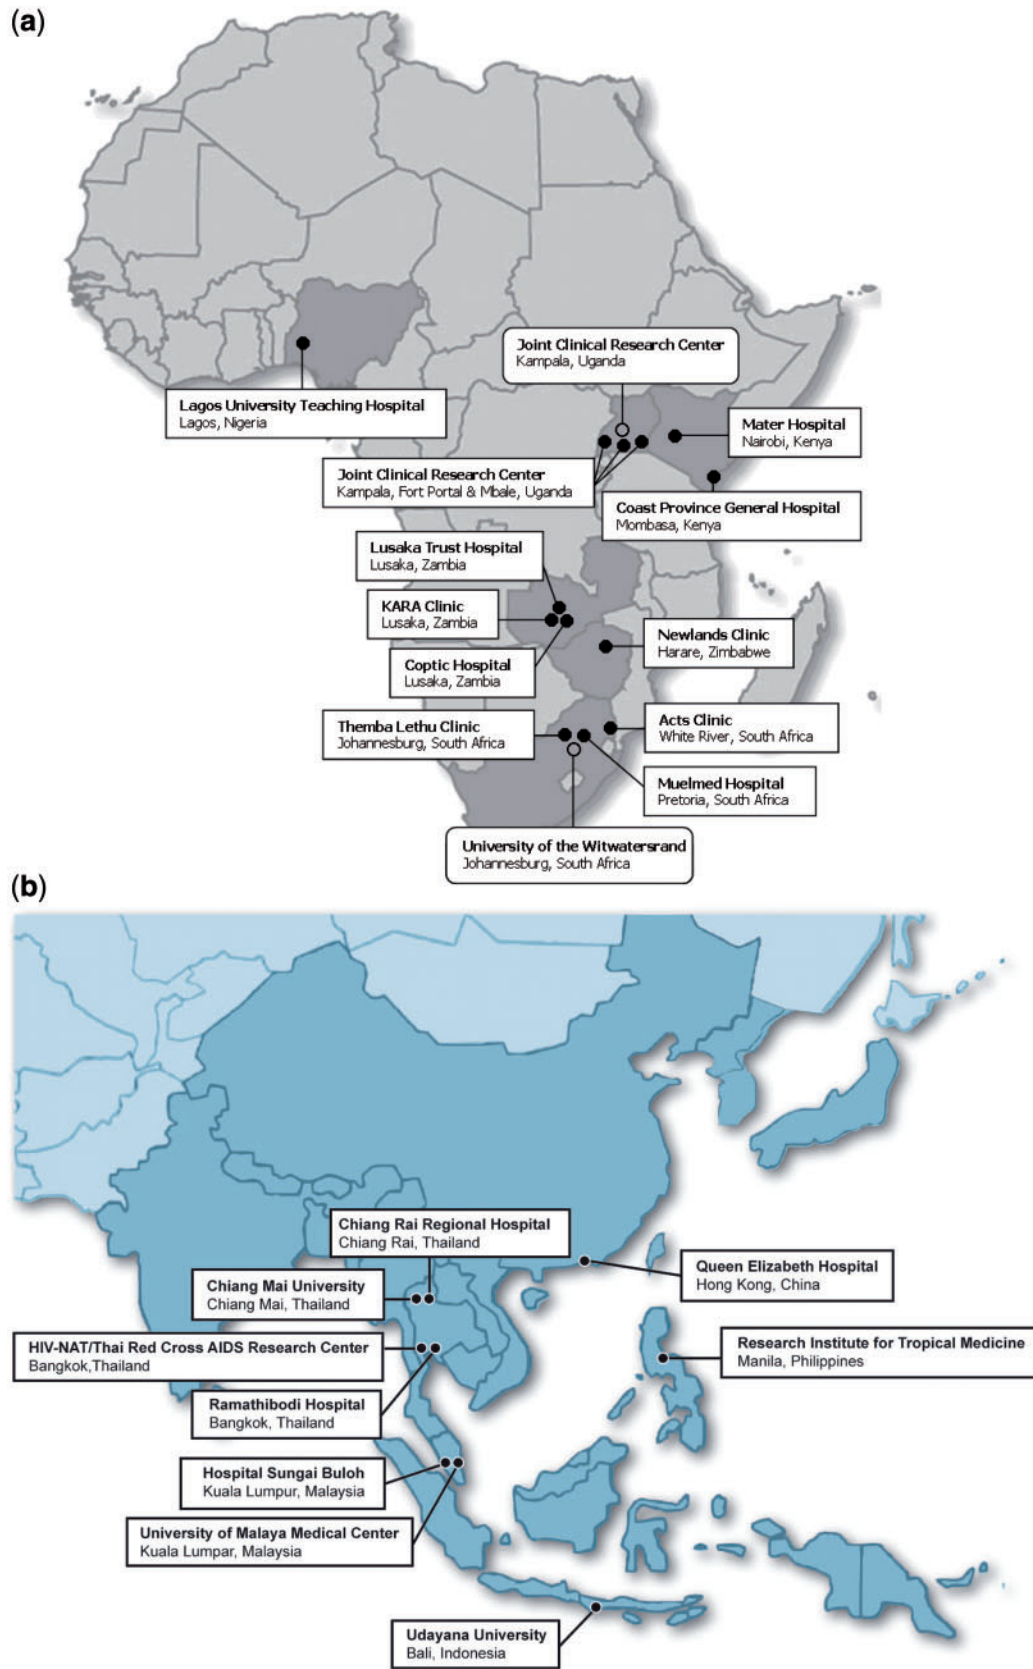 (a)
Joint Clinical Research Center
Kampala, Uganda
Lagos University Teaching Hospital
Lagos, Nigeria
Mater Hospital
Nairobi, Kenya
Joint Clinical Research Center
Kampala, Fort Portal & Mbale, Uganda
Coast Province General Hospital
Mombasa, Kenya
Lusaka Trust Hospital
Lusaka, Zambia
KARA Clinic
Lusaka, Zambia
Newlands Clinic
Harare, Zimbabwe
Coptic Hospital
Lusaka, Zambia
Themba Lethu Clinic
Johannesburg, South Africa
Acts Clinic
White River, South Africa
Muelmed Hospital
Pretoria, South Africa
University of the Witwatersrand
Johannesburg, South Africa
(b)
Chiang Rai Regional Hospital
Chiang Rai, Thailand
Queen Elizabeth Hospital
Hong Kong, China
Chiang Mai University
Chiang Mai, Thailand
HIV-NAT/Thai Red Cross AIDS Research Center
Bangkok,Thailand
Research Institute for Tropical Medicine
Manila, Philippines
Ramathibodi Hospital
Bangkok, Thailand
Hospital Sungai Buloh
Kuala Lumpur, Malaysia
University of Malaya Medical Center
Kuala Lumpar, Malaysia
Udayana University
Bali, Indonesia